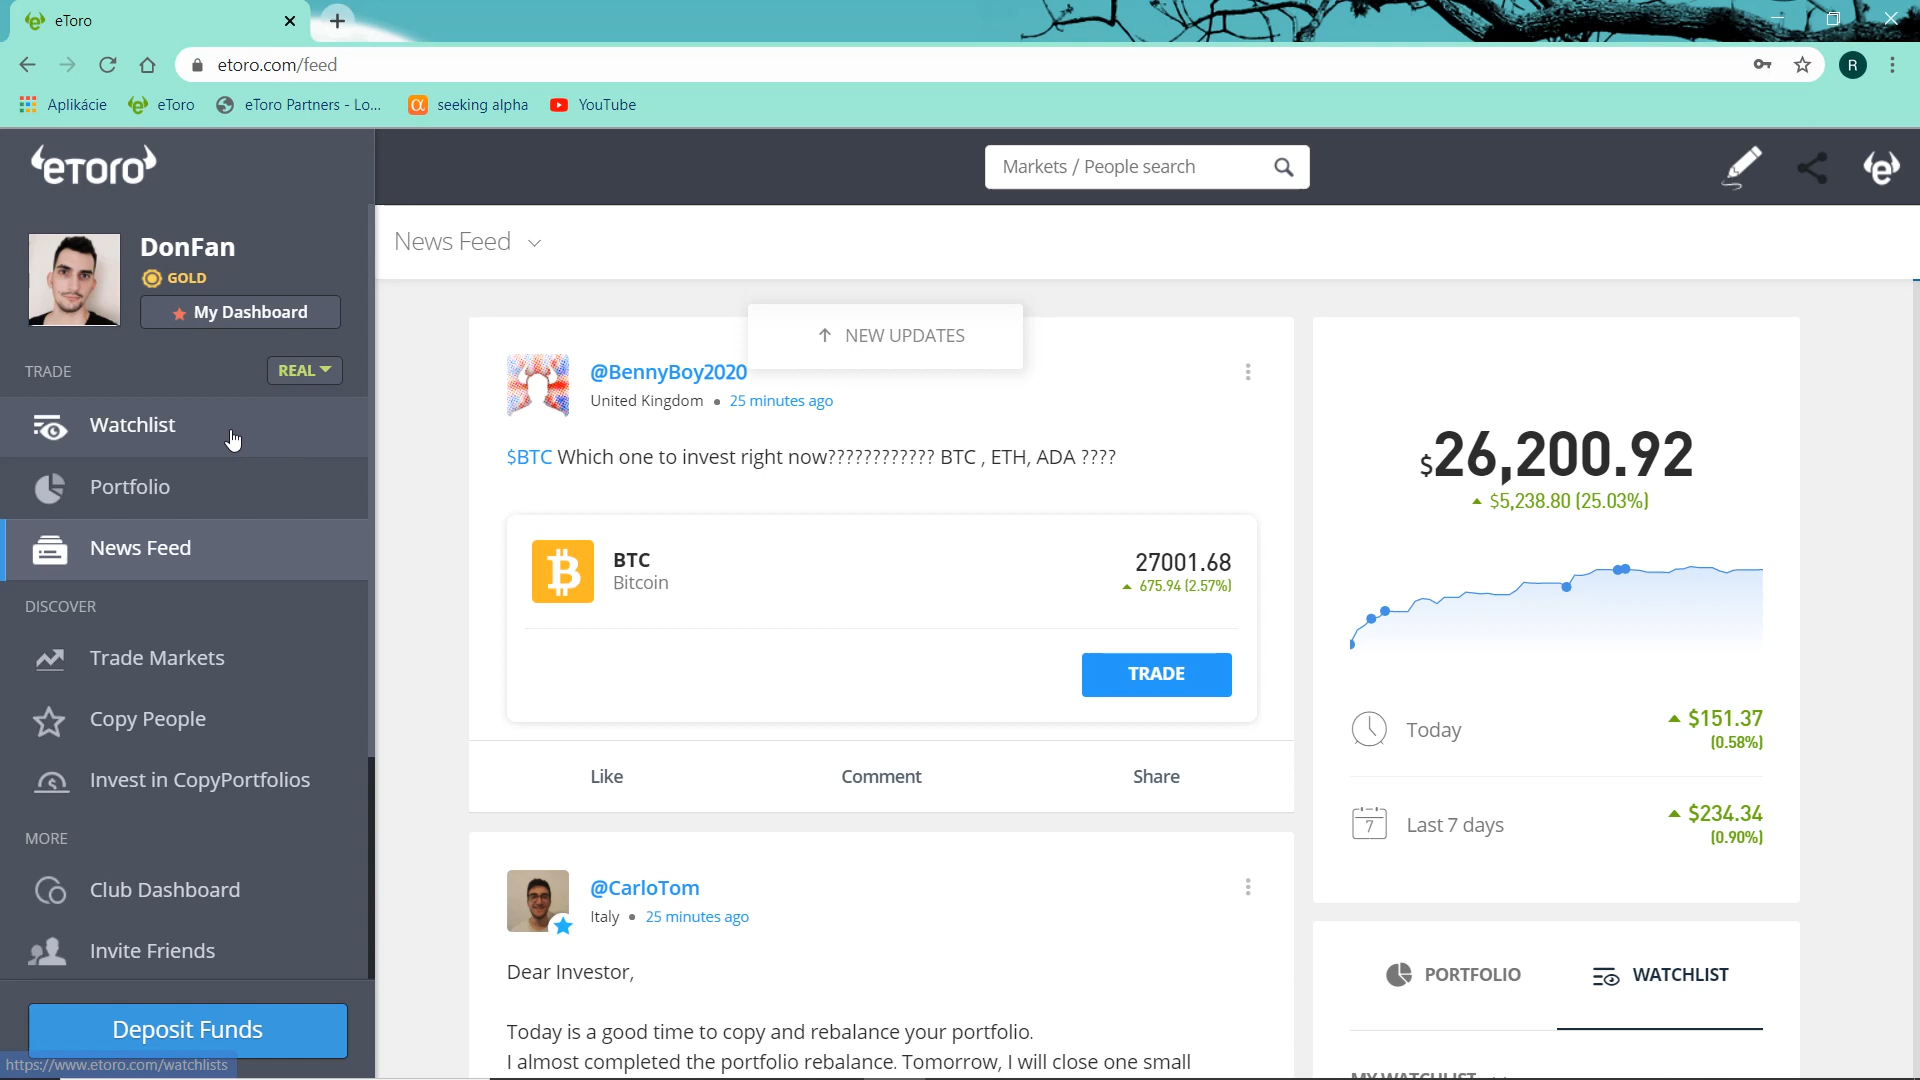 eToro
etoro.com/feed
R
Aplikácie
eToro
eToro Partners - Lo...
seeking alpha
YouTube
eToro
Markets / People search
DonFan
GOLD
My Dashboard
TRADE
REAL
Watchlist
Portfolio
News Feed
DISCOVER
Trade Markets
Copy People
Invest in CopyPortfolios
MORE
Club Dashboard
Invite Friends
Deposit Funds
https://www.etoro.com/watchlists
News Feed
NEW UPDATES
@BennyBoy2020
United Kingdom • 25 minutes ago
$BTC Which one to invest right now???????????? BTC , ETH, ADA ????
BTC
Bitcoin
27001.68
675.94 (2.57%)
TRADE
Like
Comment
Share
@CarloTom
Italy • 25 minutes ago
Dear Investor,
Today is a good time to copy and rebalance your portfolio.
I almost completed the portfolio rebalance. Tomorrow, I will close one small
$26,200.92
$5,238.80 (25.03%)
Today
$151.37
(0.58%)
7
Last 7 days
$234.34
(0.90%)
PORTFOLIO
WATCHLIST
MY WATCHLIST